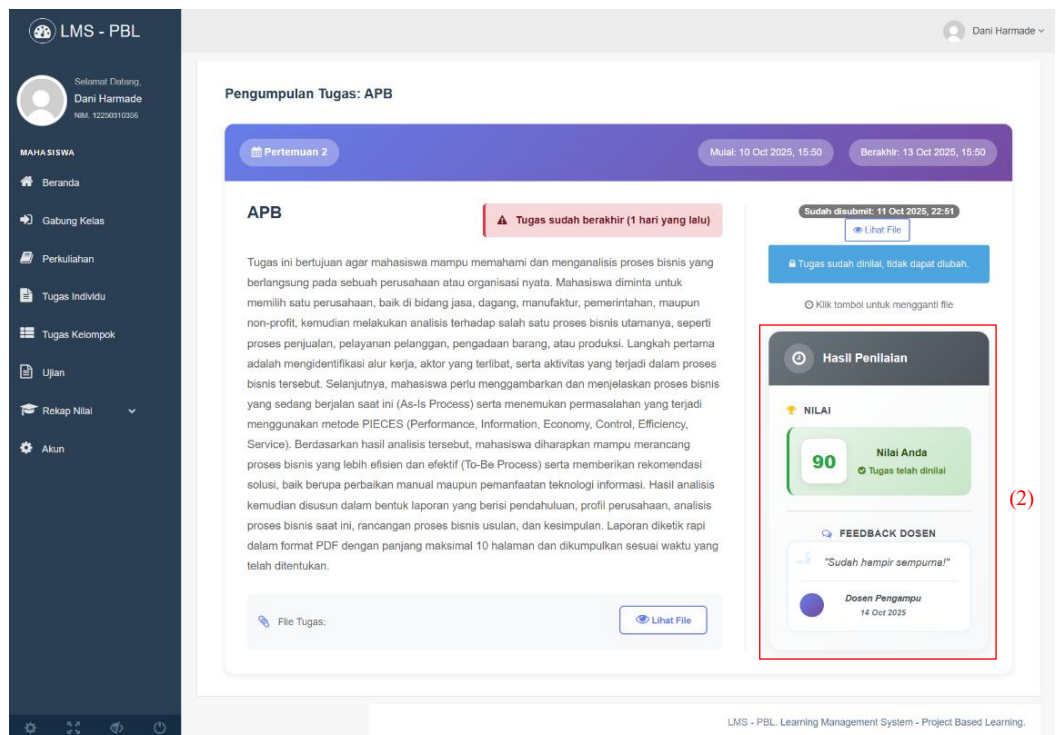 LMS - PBL
Dani Harmade
Selamat Datang,
Dani Harmade
NIM. 12250310356
MAHASISWA
Beranda
Gabung Kelas
Perkuliahan
Tugas Individu
Tugas Kelompok
Ujian
Rekap Nilai
Akun
Pengumpulan Tugas: APB
Pertemuan 2
Mulai: 10 Oct 2025, 15:50
Berakhir: 13 Oct 2025, 15:50
APB
Tugas sudah berakhir (1 hari yang lalu)
Tugas ini bertujuan agar mahasiswa mampu memahami dan menganalisis proses bisnis yang
berlangsung pada sebuah perusahaan atau organisasi nyata. Mahasiswa diminta untuk
memilih satu perusahaan, baik di bidang jasa, dagang, manufaktur, pemerintahan, maupun
non-profit, kemudian melakukan analisis terhadap salah satu proses bisnis utamanya, seperti
proses penjualan, pelayanan pelanggan, pengadaan barang, atau produksi. Langkah pertama
adalah mengidentifikasi alur kerja, aktor yang terlibat, serta aktivitas yang terjadi dalam proses
bisnis tersebut. Selanjutnya, mahasiswa perlu menggambarkan dan menjelaskan proses bisnis
yang sedang berjalan saat ini (As-Is Process) serta menemukan permasalahan yang terjadi
menggunakan metode PIECES (Performance, Information, Economy, Control, Efficiency,
Service). Berdasarkan hasil analisis tersebut, mahasiswa diharapkan mampu merancang
proses bisnis yang lebih efisien dan efektif (To-Be Process) serta memberikan rekomendasi
solusi, baik berupa perbaikan manual maupun pemanfaatan teknologi informasi. Hasil analisis
kemudian disusun dalam bentuk laporan yang berisi pendahuluan, profil perusahaan, analisis
proses bisnis saat ini, rancangan proses bisnis usulan, dan kesimpulan. Laporan diketik rapi
dalam format PDF dengan panjang maksimal 10 halaman dan dikumpulkan sesuai waktu yang
telah ditentukan.
File Tugas:
Lihat File
Sudah disubmit: 11 Oct 2025, 22:51
Lihat File
Tugas sudah dinilai, tidak dapat diubah.
Klik tombol untuk mengganti file
Hasil Penilaian
NILAI
90
Nilai Anda
Tugas telah dinilai
FEEDBACK DOSEN
"Sudah hampir sempurna!"
Dosen Pengampu
14 Oct 2025
(2)
LMS - PBL. Learning Management System - Project Based Learning.